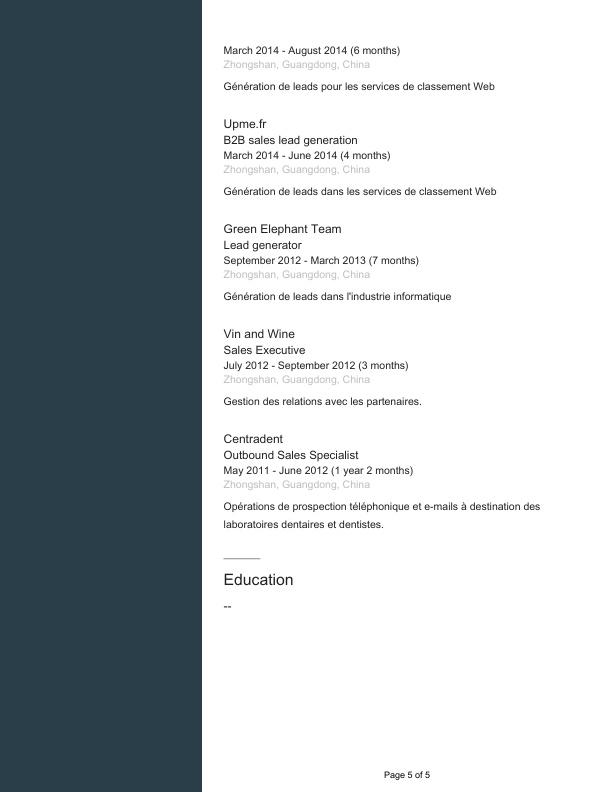 March 2014 - August 2014 (6 months)
Zhongshan, Guangdong, China
Génération de leads pour les services de classement Web
Upme.fr
B2B sales lead generation
March 2014 - June 2014 (4 months)
Zhongshan, Guangdong, China
Génération de leads dans les services de classement Web
Green Elephant Team
Lead generator
September 2012 - March 2013 (7 months)
Zhongshan, Guangdong, China
Génération de leads dans l'industrie informatique
Vin and Wine
Sales Executive
July 2012 - September 2012 (3 months)
Zhongshan, Guangdong, China
Gestion des relations avec les partenaires.
Centradent
Outbound Sales Specialist
May 2011 - June 2012 (1 year 2 months)
Zhongshan, Guangdong, China
Opérations de prospection téléphonique et e-mails à destination des
laboratoires dentaires et dentistes.
Education
--
Page 5 of 5